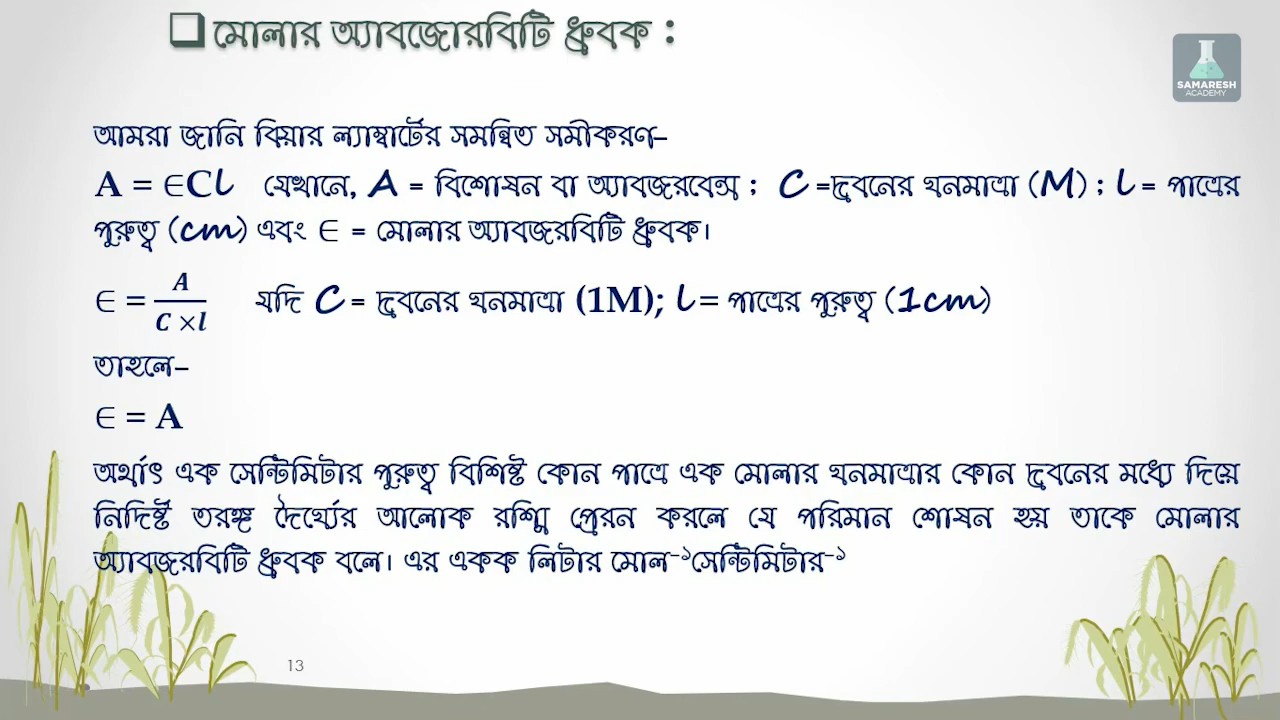 ❑ মোলার অ্যাবজোরবিটি ধ্রুবক :
SAMARESH
ACADEMY
আমরা জানি বিয়ার ল্যাম্বার্টের সমন্বিত সমীকরণ–
A = ∈Cl যেখানে, A = বিশোষন বা অ্যাবজরবেন্স ; C =দ্রবনের ঘনমাত্রা (M) ; l = পাত্রের
পুরুত্ব (cm) এবং ∈ = মোলার অ্যাবজরবিটি ধ্রুবক।
∈ = A / C ×l যদি C = দ্রবনের ঘনমাত্রা (1M); l = পাত্রের পুরুত্ব (1cm)
তাহলে–
∈ = A
অর্থাৎ এক সেন্টিমিটার পুরুত্ব বিশিষ্ট কোন পাত্রে এক মোলার ঘনমাত্রার কোন দ্রবনের মধ্যে দিয়ে
নির্দিষ্ট তরঙ্গ দৈর্ঘ্যের আলোক রশ্মি প্রেরন করলে যে পরিমান শোষন হয় তাকে মোলার
অ্যাবজরবিটি ধ্রুবক বলে। এর একক লিটার মোল⁻¹সেন্টিমিটার⁻¹
13